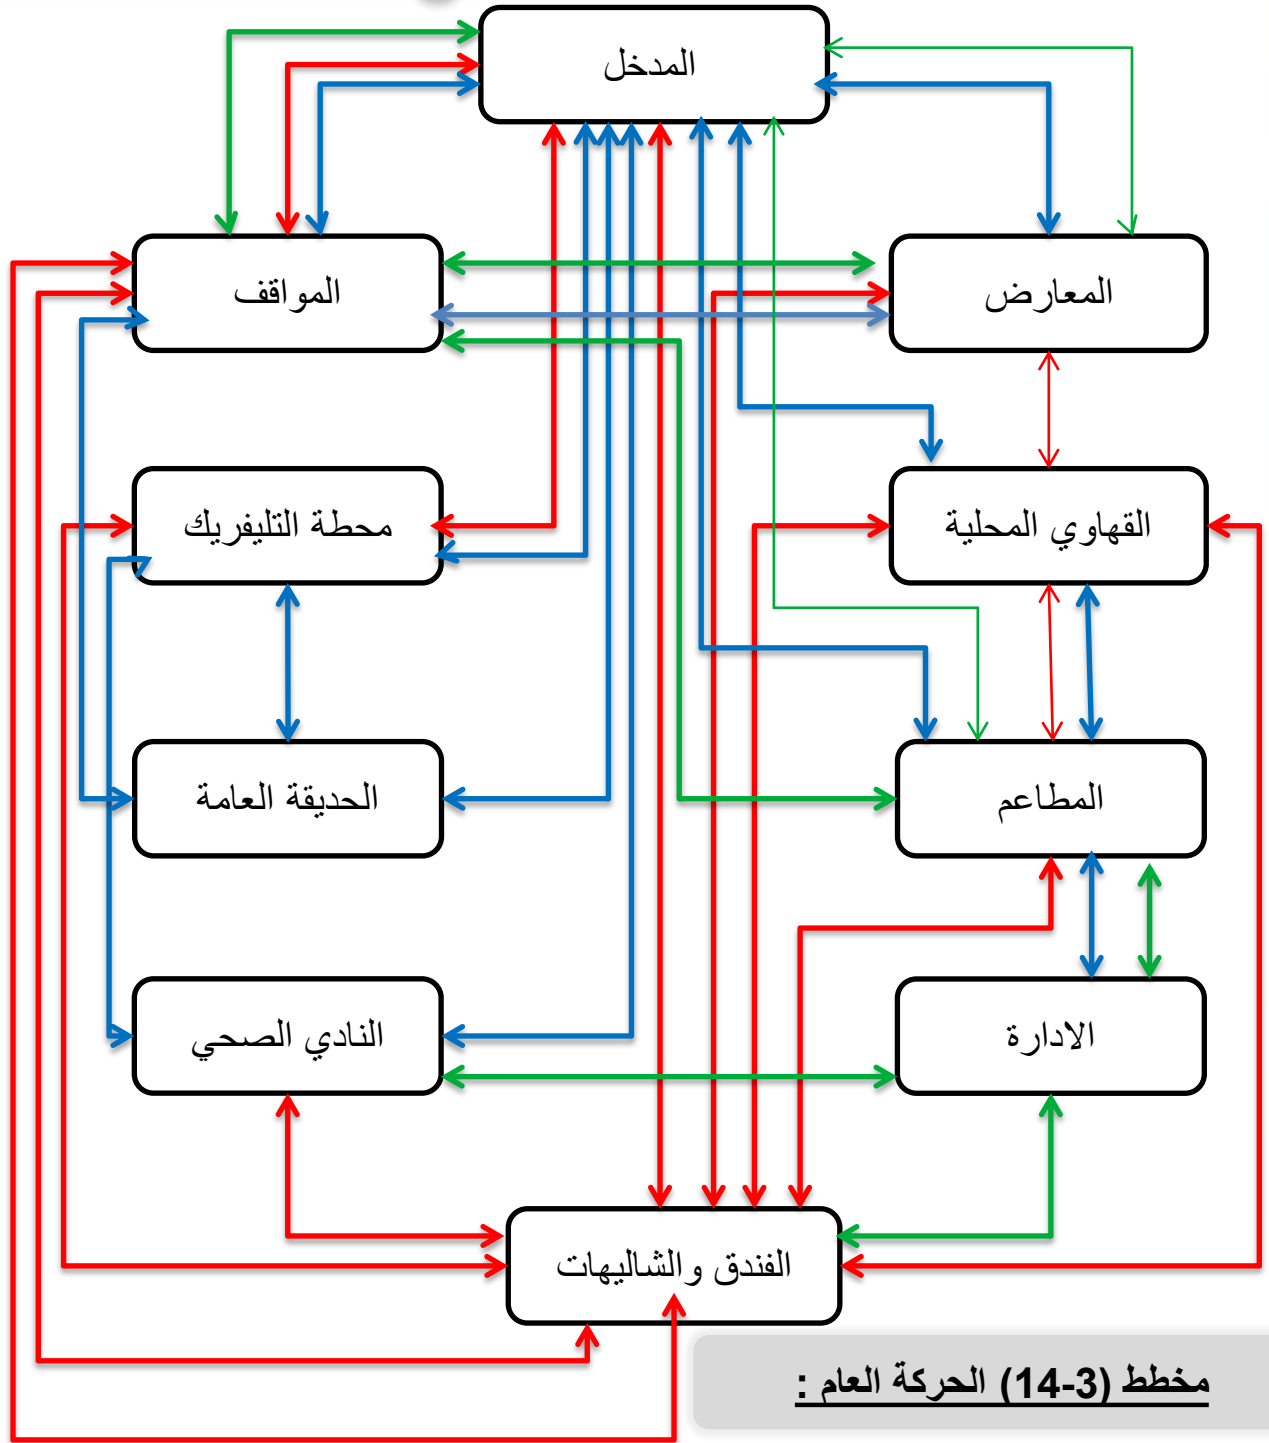 المدخل
المواقف
المعارض
محطة التليفريك
القهاوي المحلية
الحديقة العامة
المطاعم
النادي الصحي
الادارة
الفندق والشاليهات
مخطط (3-14) الحركة العام :